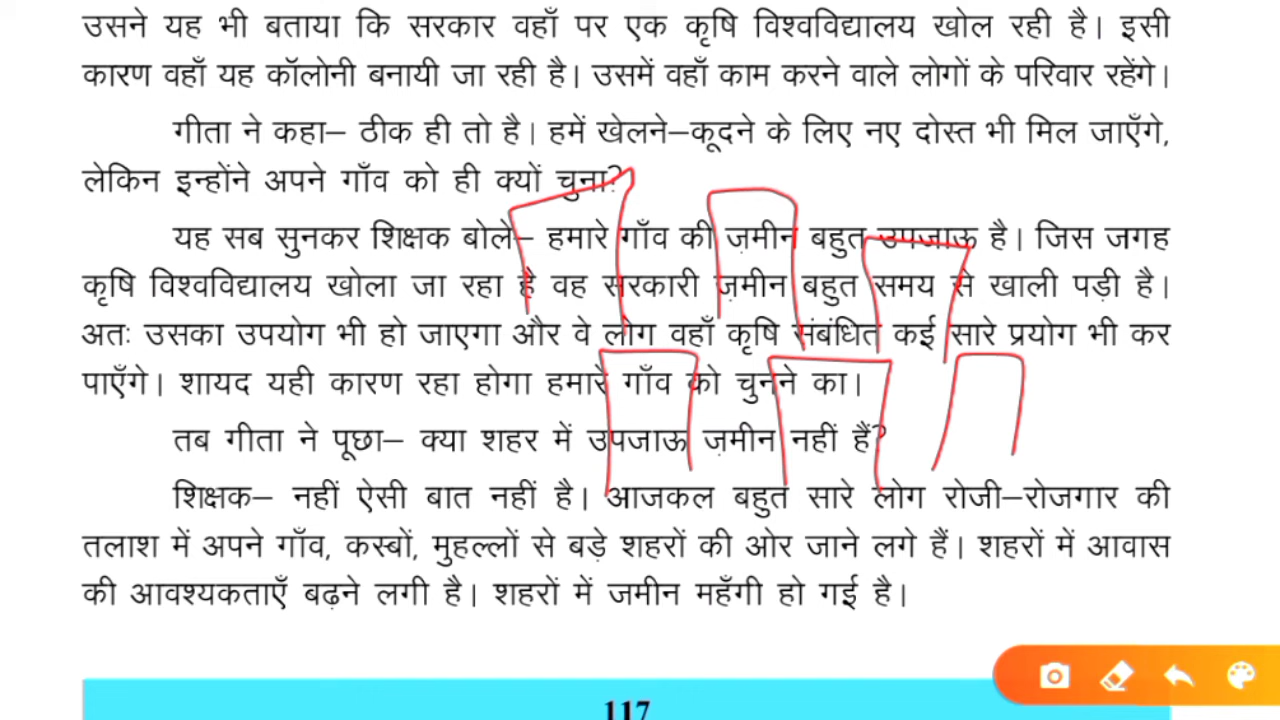 उसने यह भी बताया कि सरकार वहाँ पर एक कृषि विश्वविद्यालय खोल रही है। इसी
कारण वहाँ यह कॉलोनी बनायी जा रही है। उसमें वहाँ काम करने वाले लोगों के परिवार रहेंगे।
गीता ने कहा– ठीक ही तो है। हमें खेलने–कूदने के लिए नए दोस्त भी मिल जाएँगे,
लेकिन इन्होंने अपने गाँव को ही क्यों चुना?
यह सब सुनकर शिक्षक बोले– हमारे गाँव की ज़मीन बहुत उपजाऊ है। जिस जगह
कृषि विश्वविद्यालय खोला जा रहा है वह सरकारी ज़मीन बहुत समय से खाली पड़ी है।
अतः उसका उपयोग भी हो जाएगा और वे लोग वहाँ कृषि संबंधित कई सारे प्रयोग भी कर
पाएँगे। शायद यही कारण रहा होगा हमारे गाँव को चुनने का।
तब गीता ने पूछा– क्या शहर में उपजाऊ ज़मीन नहीं हैं?
शिक्षक– नहीं ऐसी बात नहीं है। आजकल बहुत सारे लोग रोजी–रोजगार की
तलाश में अपने गाँव, कस्बों, मुहल्लों से बड़े शहरों की ओर जाने लगे हैं। शहरों में आवास
की आवश्यकताएँ बढ़ने लगी है। शहरों में जमीन महँगी हो गई है।
117